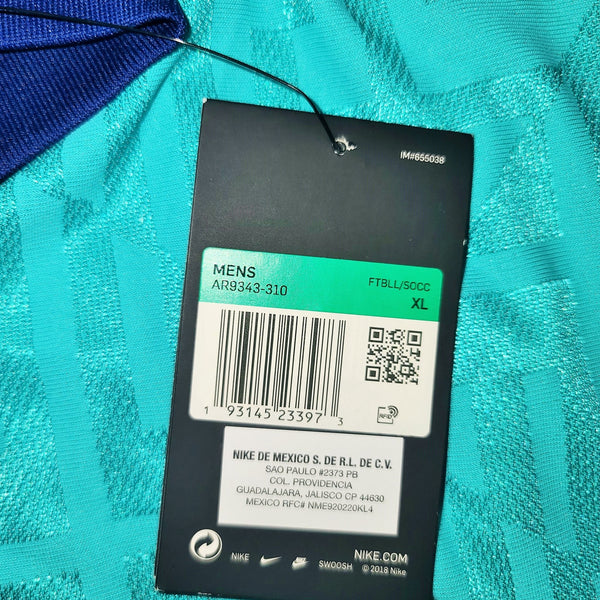 IM#655038
MENS
AR9343-310
FTBLL/SOCC
XL
1 93145 23397 3
RFID
NIKE DE MEXICO S. DE R.L. DE C.V.
SAO PAULO #2373 PB
COL. PROVIDENCIA
GUADALAJARA, JALISCO CP 44630
MEXICO RFC# NME920220KL4
NIKE SWOOSH NIKE.COM
© 2018 Nike